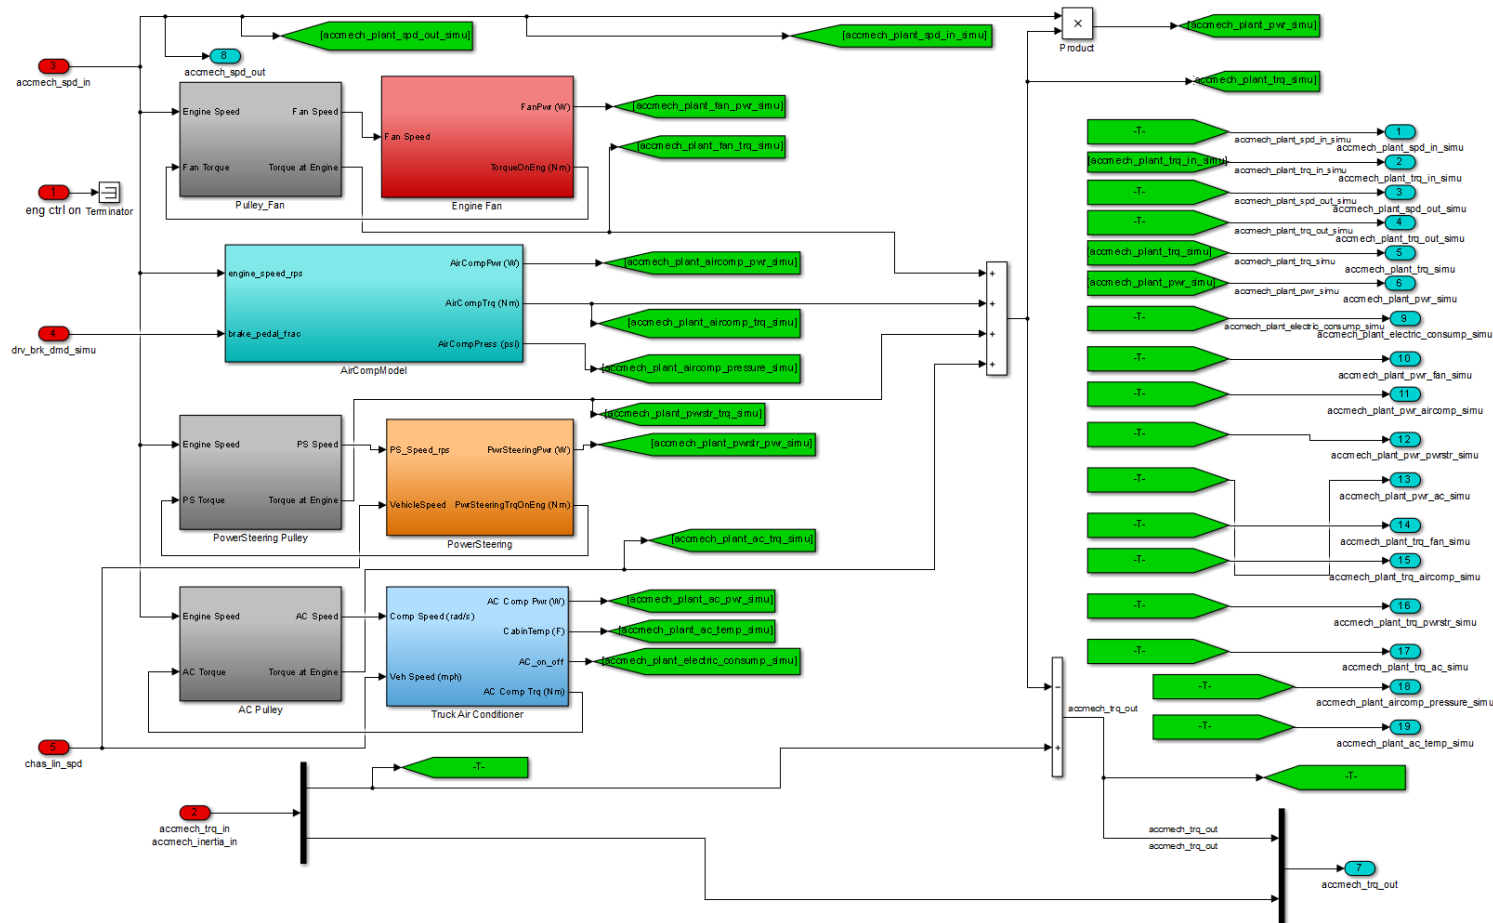 [accmech_plant_spd_out_simu]
[accmech_plant_spd_in_simu]
×
Product
[accmech_plant_pwr_simu]
8
accmech_spd_out
3
accmech_spd_in
[accmech_plant_trq_simu]
Engine Speed
Fan Speed
Fan Torque
Torque at Engine
Pulley_Fan
FanPwr (W)
Fan Speed
TorqueOnEng (Nm)
Engine Fan
[accmech_plant_fan_pwr_simu]
[accmech_plant_fan_trq_simu]
1
eng ctrl on
Terminator
engine_speed_rps
brake_pedal_frac
AirCompPwr (W)
AirCompTrq (Nm)
AirCompPress (psi)
AirCompModel
[accmech_plant_aircomp_pwr_simu]
[accmech_plant_aircomp_trq_simu]
[accmech_plant_aircomp_pressure_simu]
4
drv_brk_dmd_simu
+
+
+
+
[accmech_plant_pwrstr_trq_simu]
[accmech_plant_pwrstr_pwr_simu]
Engine Speed
PS Speed
PS Torque
Torque at Engine
PowerSteering Pulley
PS_Speed_rps
PwrSteeringPwr (W)
VehicleSpeed
PwrSteeringTrqOnEng (Nm)
PowerSteering
[accmech_plant_ac_trq_simu]
Engine Speed
AC Speed
AC Torque
Torque at Engine
AC Pulley
AC Comp Pwr (W)
Comp Speed (rad/s)
CabinTemp (F)
AC_on_off
Veh Speed (mph)
AC Comp Trq (Nm)
Truck Air Conditioner
[accmech_plant_ac_pwr_simu]
[accmech_plant_ac_temp_simu]
[accmech_plant_electric_consump_simu]
5
chas_lin_spd
-T-
2
accmech_trq_in
accmech_inertia_in
−
+
accmech_trq_out
-T-
accmech_trq_out
accmech_trq_out
7
accmech_trq_out
-T-
accmech_plant_spd_in_simu
1
accmech_plant_spd_in_simu
[accmech_plant_trq_in_simu]
accmech_plant_trq_in_simu
2
accmech_plant_trq_in_simu
-T-
accmech_plant_spd_out_simu
3
accmech_plant_spd_out_simu
-T-
accmech_plant_trq_out_simu
4
accmech_plant_trq_out_simu
[accmech_plant_trq_simu]
accmech_plant_trq_simu
5
accmech_plant_trq_simu
[accmech_plant_pwr_simu]
accmech_plant_pwr_simu
6
accmech_plant_pwr_simu
-T-
accmech_plant_electric_consump_simu
9
accmech_plant_electric_consump_simu
-T-
10
accmech_plant_pwr_fan_simu
-T-
11
accmech_plant_pwr_aircomp_simu
-T-
12
accmech_plant_pwr_pwrstr_simu
-T-
13
accmech_plant_pwr_ac_simu
-T-
14
accmech_plant_trq_fan_simu
-T-
15
accmech_plant_trq_aircomp_simu
-T-
16
accmech_plant_trq_pwrstr_simu
-T-
17
accmech_plant_trq_ac_simu
-T-
18
accmech_plant_aircomp_pressure_simu
-T-
19
accmech_plant_ac_temp_simu